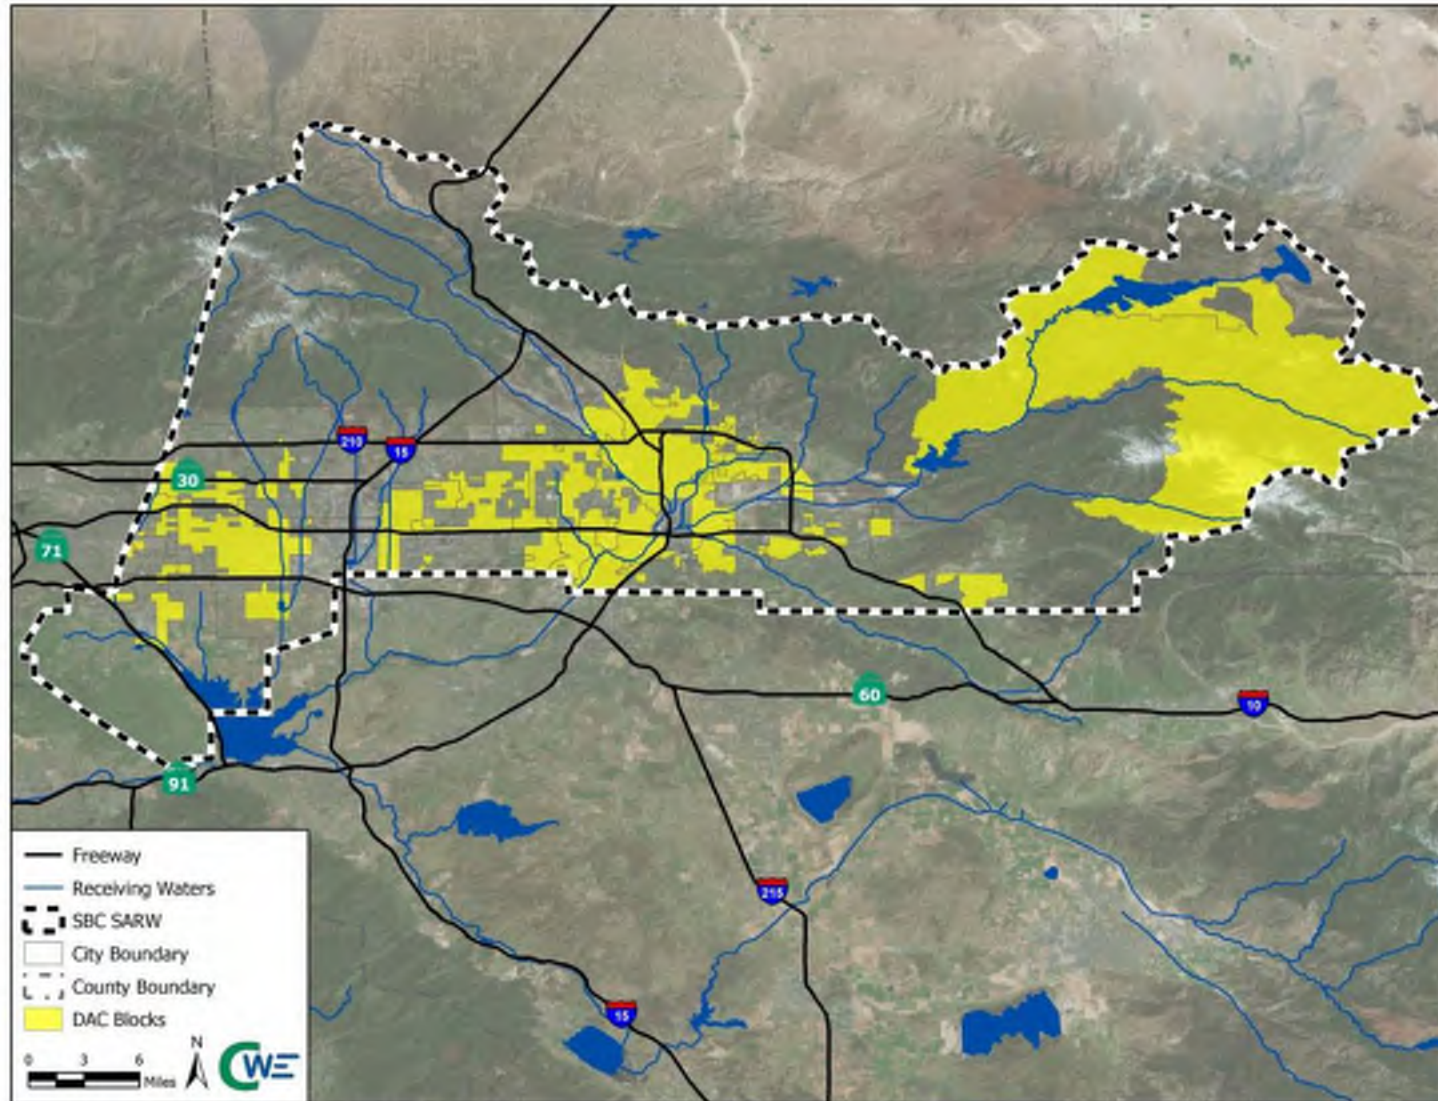 210
15
30
71
60
10
91
215
15
Freeway
Receiving Waters
SBC SARW
City Boundary
County Boundary
DAC Blocks
N
0 3 6
Miles
CWE